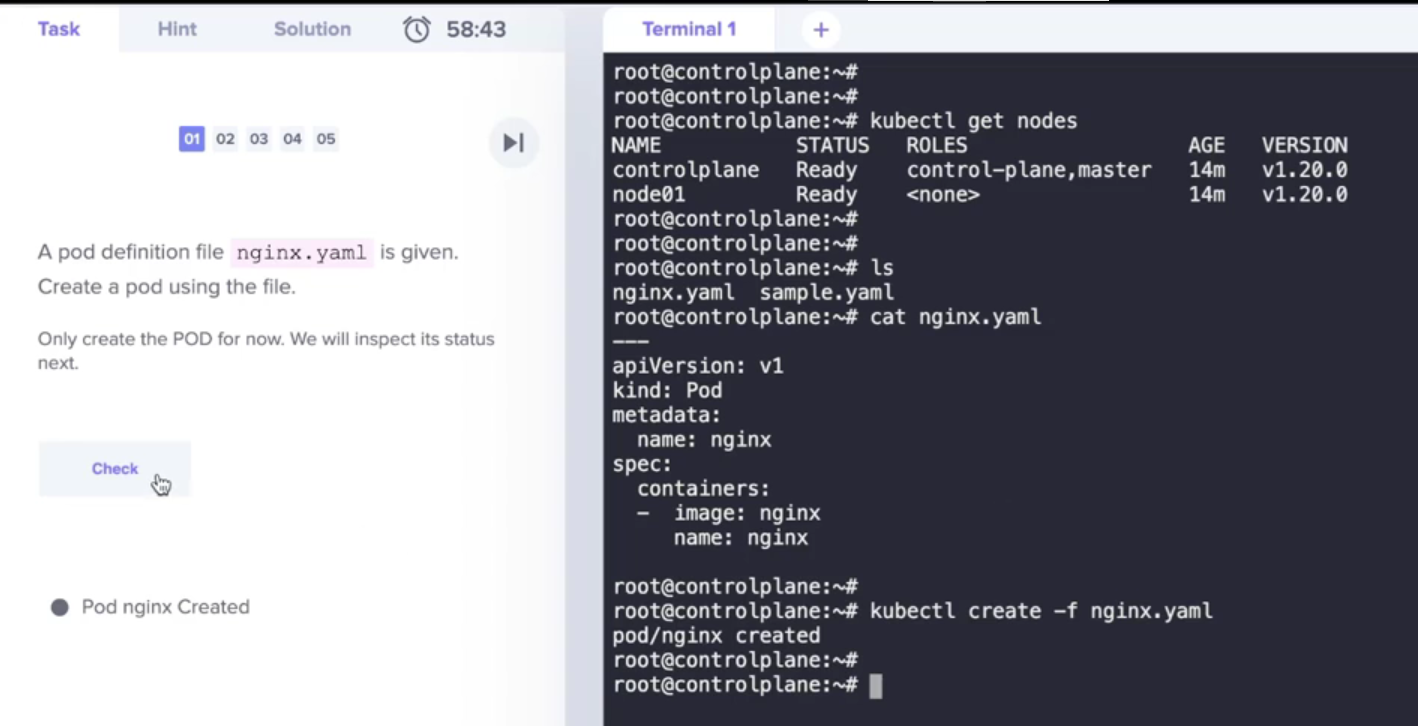 Task Hint Solution 58:43
01 02 03 04 05
A pod definition file nginx.yaml is given.
Create a pod using the file.
Only create the POD for now. We will inspect its status
next.
Check
Pod nginx Created
Terminal 1 +
root@controlplane:~#
root@controlplane:~#
root@controlplane:~# kubectl get nodes
NAME STATUS ROLES AGE VERSION
controlplane Ready control-plane,master 14m v1.20.0
node01 Ready <none> 14m v1.20.0
root@controlplane:~#
root@controlplane:~#
root@controlplane:~# ls
nginx.yaml sample.yaml
root@controlplane:~# cat nginx.yaml
---
apiVersion: v1
kind: Pod
metadata:
  name: nginx
spec:
  containers:
  -  image: nginx
     name: nginx
root@controlplane:~#
root@controlplane:~# kubectl create -f nginx.yaml
pod/nginx created
root@controlplane:~#
root@controlplane:~#